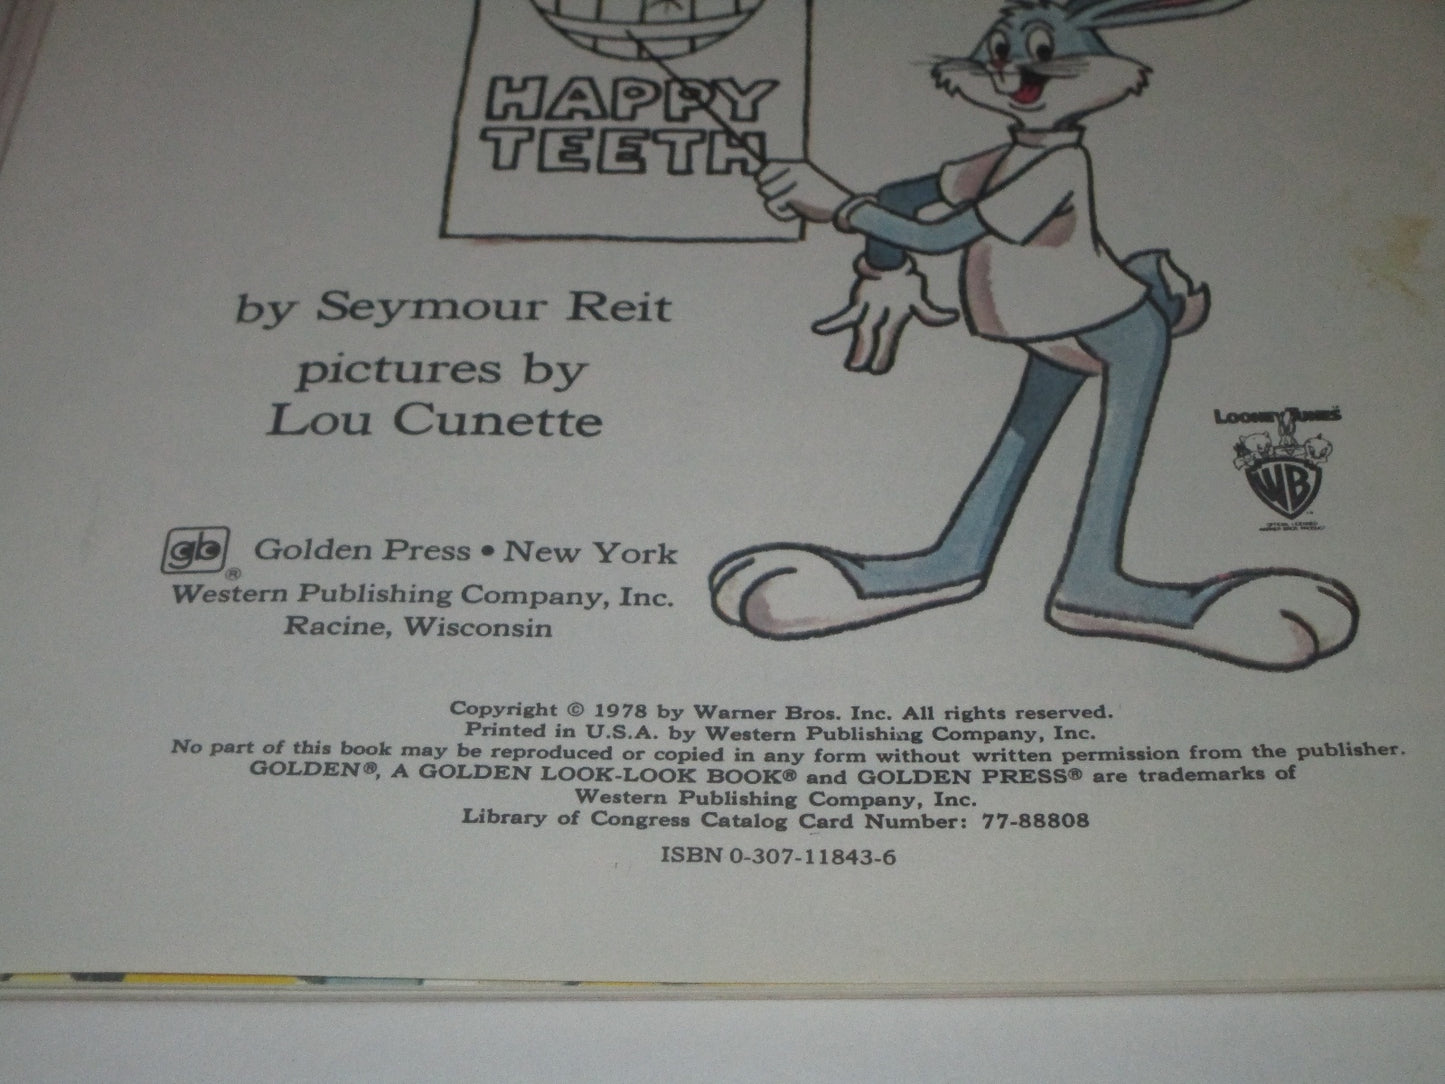 HAPPY
TEETH
by Seymour Reit
pictures by
Lou Cunette
LOONEY TUNES
WB
gb ® Golden Press • New York
Western Publishing Company, Inc.
Racine, Wisconsin
Copyright © 1978 by Warner Bros. Inc. All rights reserved.
Printed in U.S.A. by Western Publishing Company, Inc.
No part of this book may be reproduced or copied in any form without written permission from the publisher.
GOLDEN®, A GOLDEN LOOK-LOOK BOOK® and GOLDEN PRESS® are trademarks of
Western Publishing Company, Inc.
Library of Congress Catalog Card Number: 77-88808
ISBN 0-307-11843-6